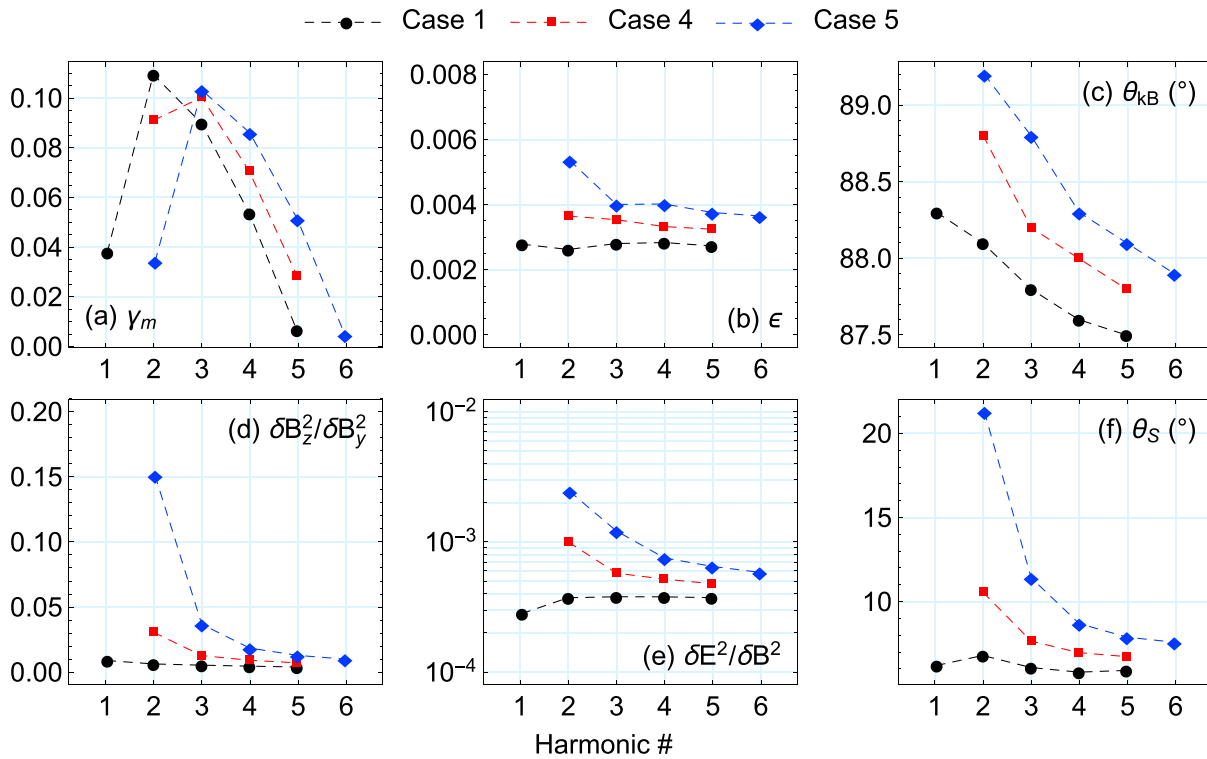 Case 1 Case 4 Case 5
0.10
0.08
0.06
0.04
0.02
0.00
(a) γₘ
1 2 3 4 5 6
0.008
0.006
0.004
0.002
0.000
(b) ϵ
1 2 3 4 5 6
89.0
88.5
88.0
87.5
(c) θkB (°)
1 2 3 4 5 6
0.20
0.15
0.10
0.05
0.00
(d) δB_z^2/δB_y^2
1 2 3 4 5 6
10⁻²
10⁻³
10⁻⁴
(e) δE²/δB²
1 2 3 4 5 6
20
15
10
(f) θS (°)
1 2 3 4 5 6
Harmonic #